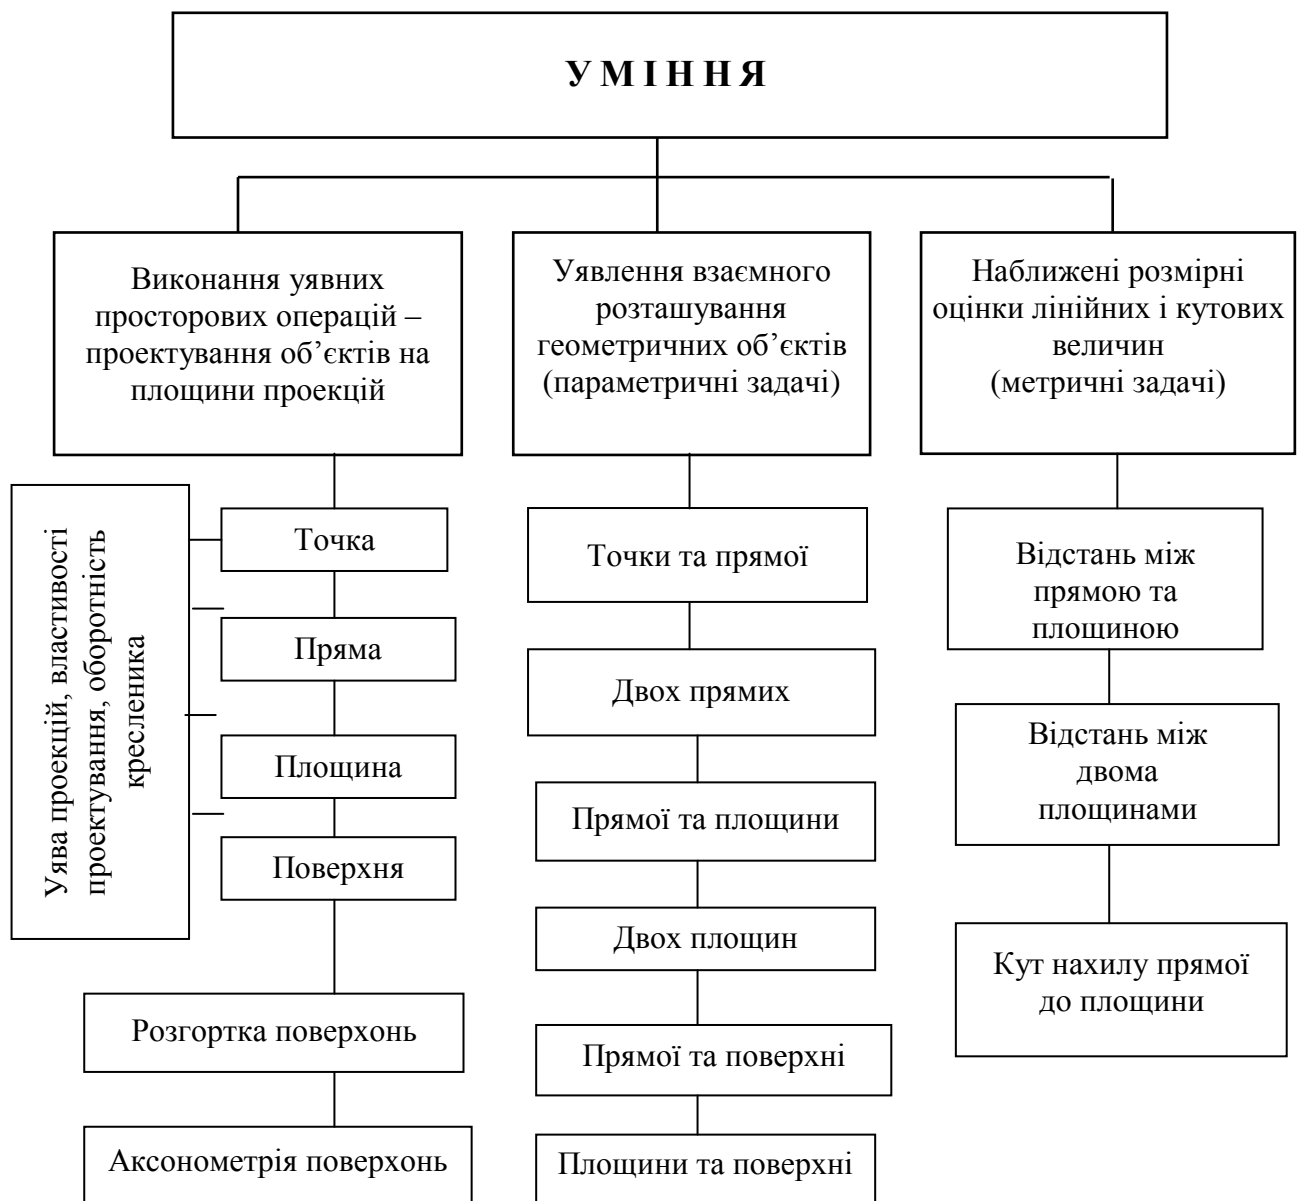 У М І Н Н Я
Виконання уявних
просторових операцій –
проектування об’єктів на
площини проекцій
Уява проекцій, властивості
проектування, оборотність
кресленика
Точка
Пряма
Площина
Поверхня
Розгортка поверхонь
Аксонометрія поверхонь
Уявлення взаємного
розташування
геометричних об’єктів
(параметричні задачі)
Точки та прямої
Двох прямих
Прямої та площини
Двох площин
Прямої та поверхні
Площини та поверхні
Наближені розмірні
оцінки лінійних і кутових
величин
(метричні задачі)
Відстань між
прямою та
площиною
Відстань між
двома
площинами
Кут нахилу прямої
до площини